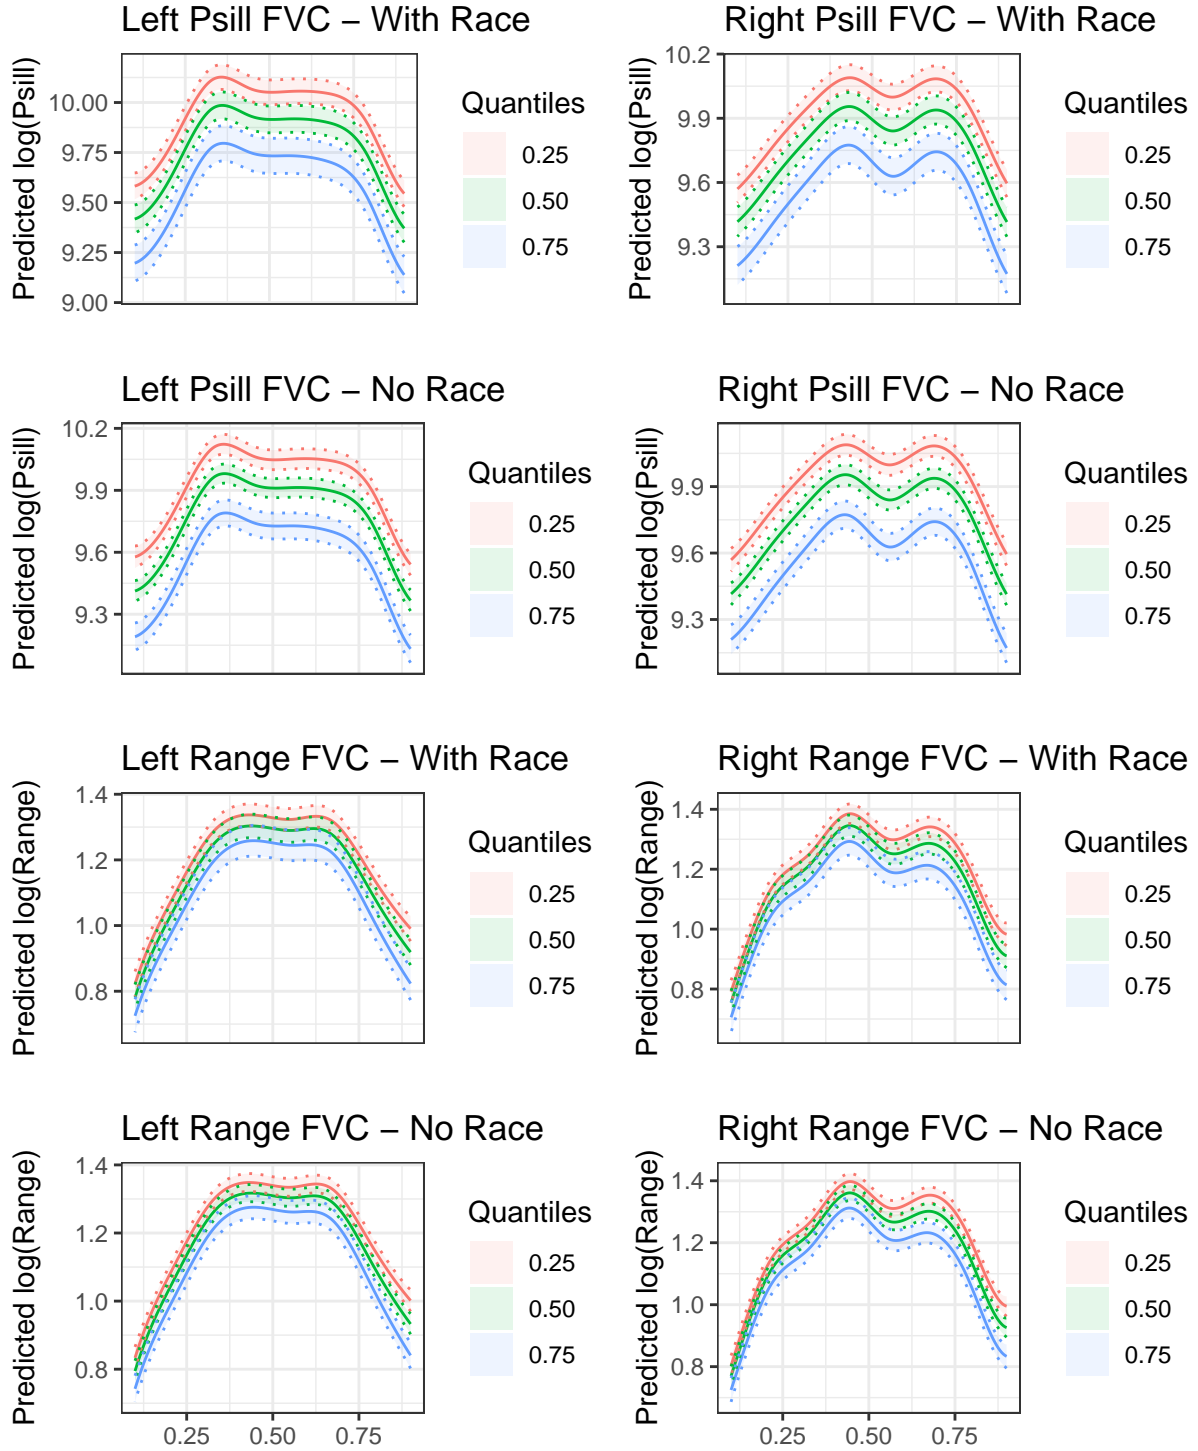 Left Psill FVC – With Race
Predicted log(Psill)
10.00
9.75
9.50
9.25
9.00
Quantiles
0.25
0.50
0.75
Right Psill FVC – With Race
Predicted log(Psill)
10.2
9.9
9.6
9.3
Quantiles
0.25
0.50
0.75
Left Psill FVC – No Race
Predicted log(Psill)
10.2
9.9
9.6
9.3
Quantiles
0.25
0.50
0.75
Right Psill FVC – No Race
Predicted log(Psill)
9.9
9.6
9.3
Quantiles
0.25
0.50
0.75
Left Range FVC – With Race
Predicted log(Range)
1.4
1.2
1.0
0.8
Quantiles
0.25
0.50
0.75
Right Range FVC – With Race
Predicted log(Range)
1.4
1.2
1.0
0.8
Quantiles
0.25
0.50
0.75
Left Range FVC – No Race
Predicted log(Range)
1.4
1.2
1.0
0.8
0.25 0.50 0.75
Quantiles
0.25
0.50
0.75
Right Range FVC – No Race
Predicted log(Range)
1.4
1.2
1.0
0.8
0.25 0.50 0.75
Quantiles
0.25
0.50
0.75